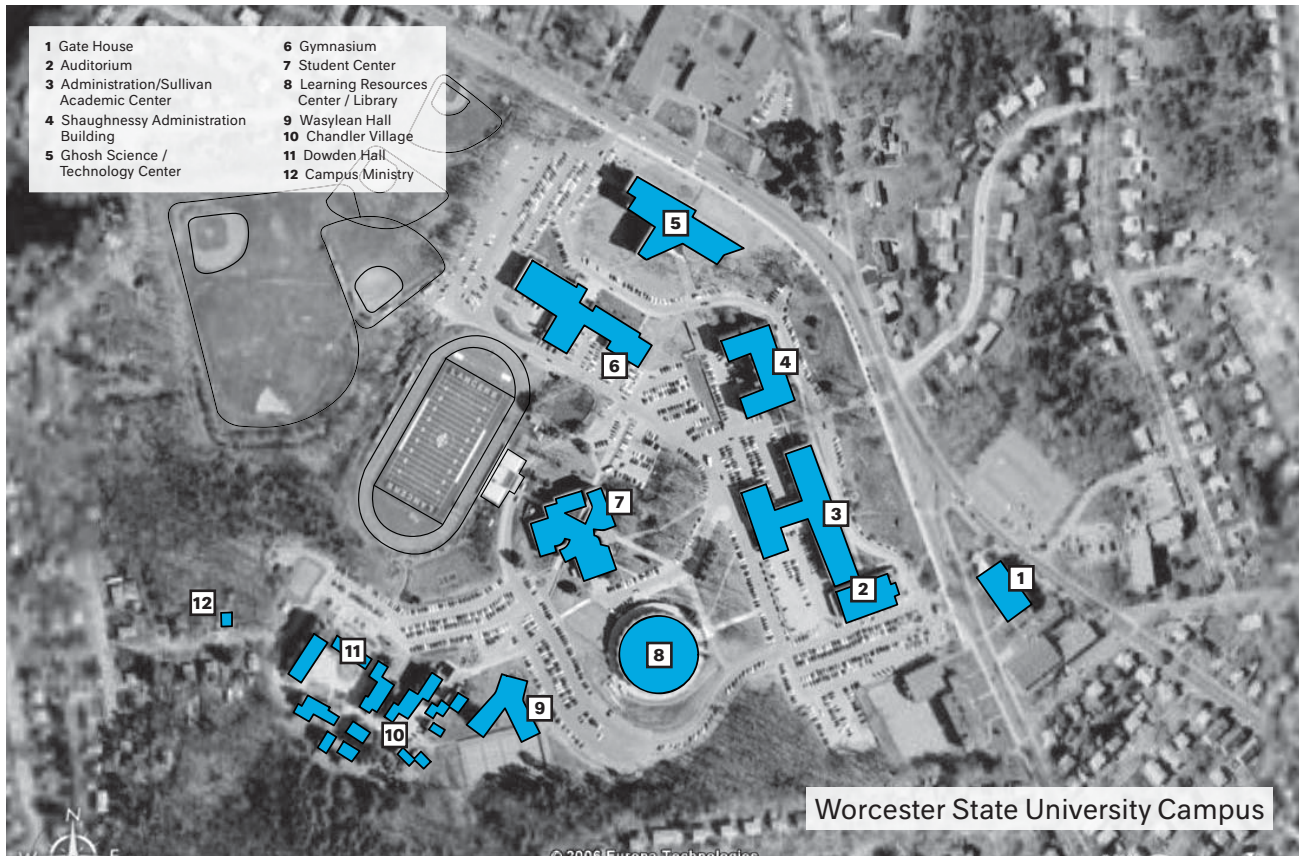 1 Gate House
2 Auditorium
3 Administration/Sullivan
Academic Center
4 Shaughnessy Administration
Building
5 Ghosh Science /
Technology Center
6 Gymnasium
7 Student Center
8 Learning Resources
Center / Library
9 Wasylean Hall
10 Chandler Village
11 Dowden Hall
12 Campus Ministry
5
6
4
7
3
2
1
12
11
8
9
10
Worcester State University Campus
N
W E
© 2006 Europa Technologies